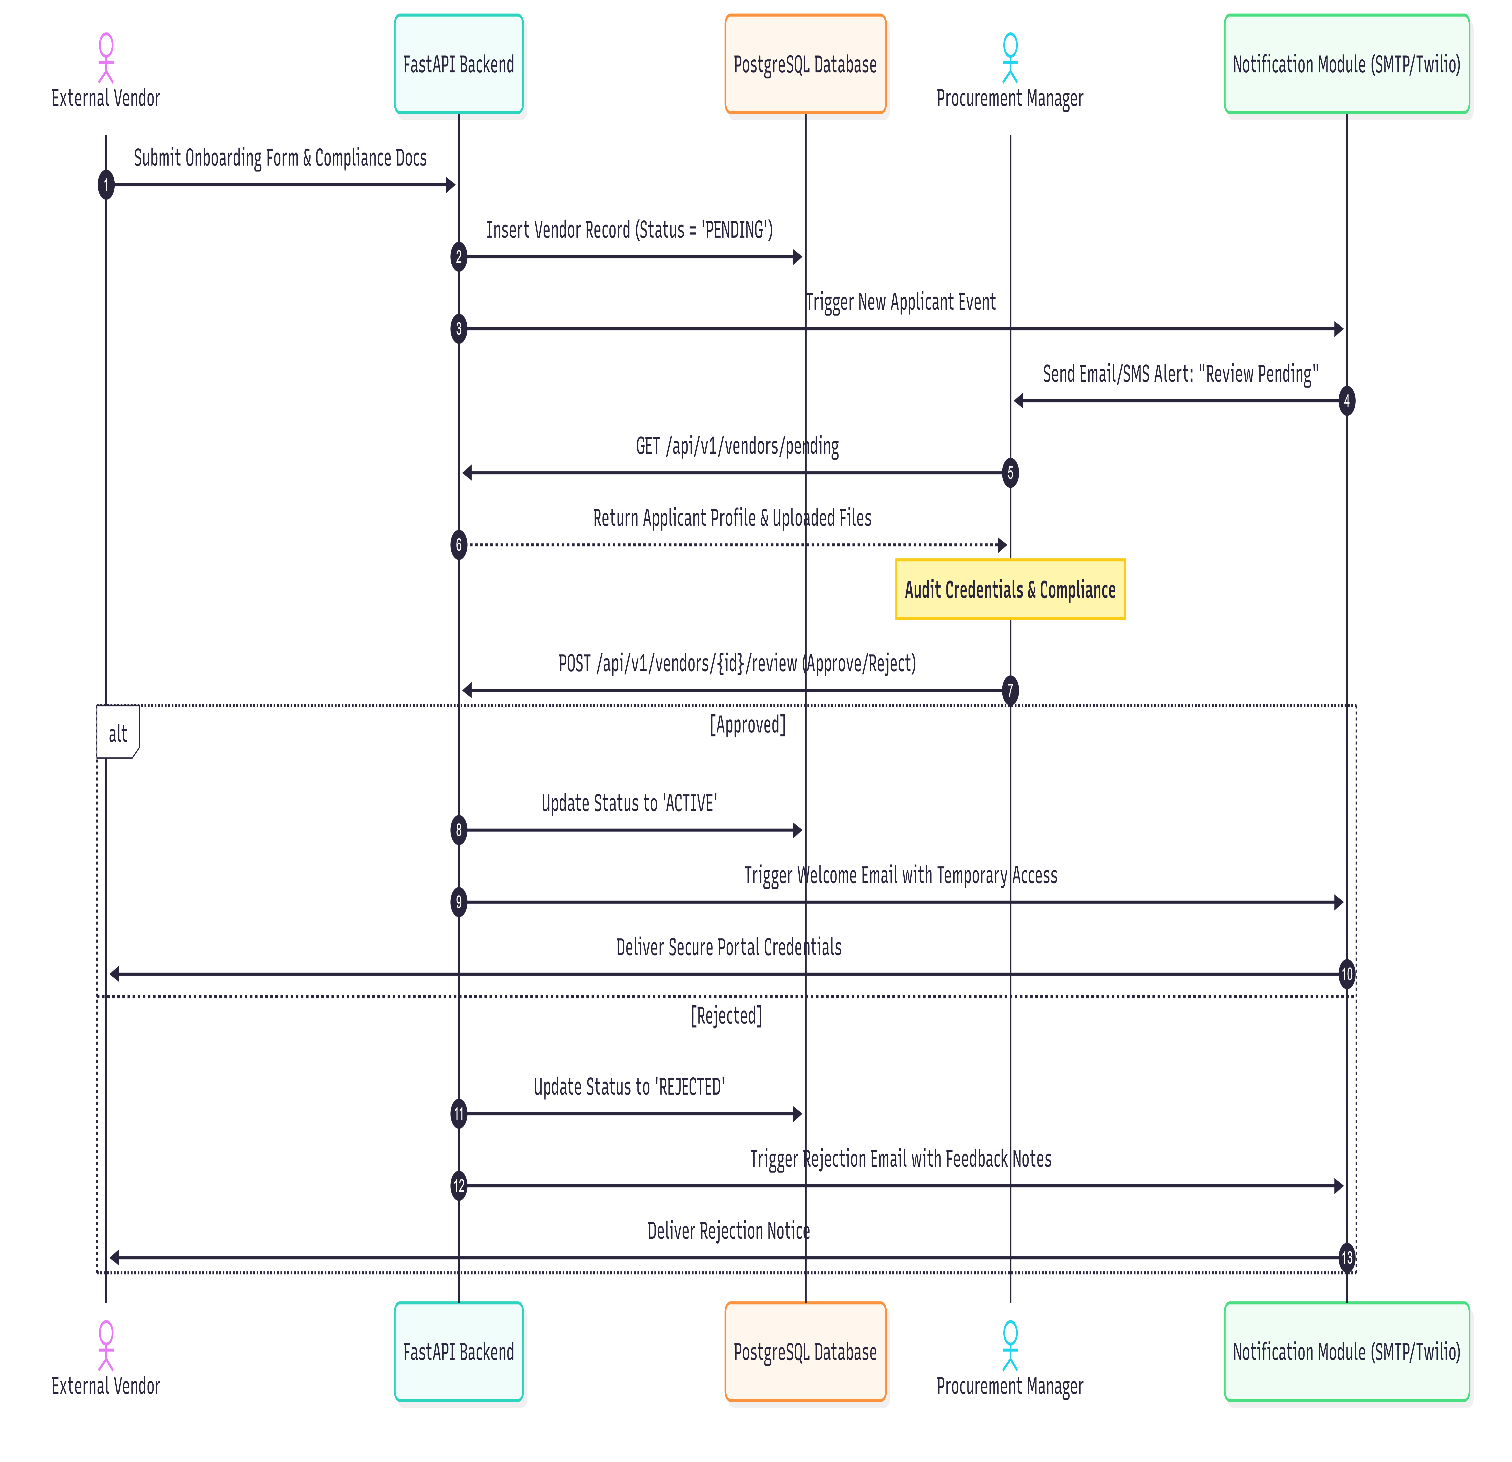 External Vendor
FastAPI Backend
PostgreSQL Database
Procurement Manager
Notification Module (SMTP/Twilio)
Submit Onboarding Form & Compliance Docs
1
Insert Vendor Record (Status = 'PENDING')
2
Trigger New Applicant Event
3
Send Email/SMS Alert: "Review Pending"
4
GET /api/v1/vendors/pending
5
Return Applicant Profile & Uploaded Files
6
Audit Credentials & Compliance
POST /api/v1/vendors/{id}/review (Approve/Reject)
7
alt
[Approved]
Update Status to 'ACTIVE'
8
Trigger Welcome Email with Temporary Access
9
Deliver Secure Portal Credentials
10
[Rejected]
Update Status to 'REJECTED'
11
Trigger Rejection Email with Feedback Notes
12
Deliver Rejection Notice
13
External Vendor
FastAPI Backend
PostgreSQL Database
Procurement Manager
Notification Module (SMTP/Twilio)